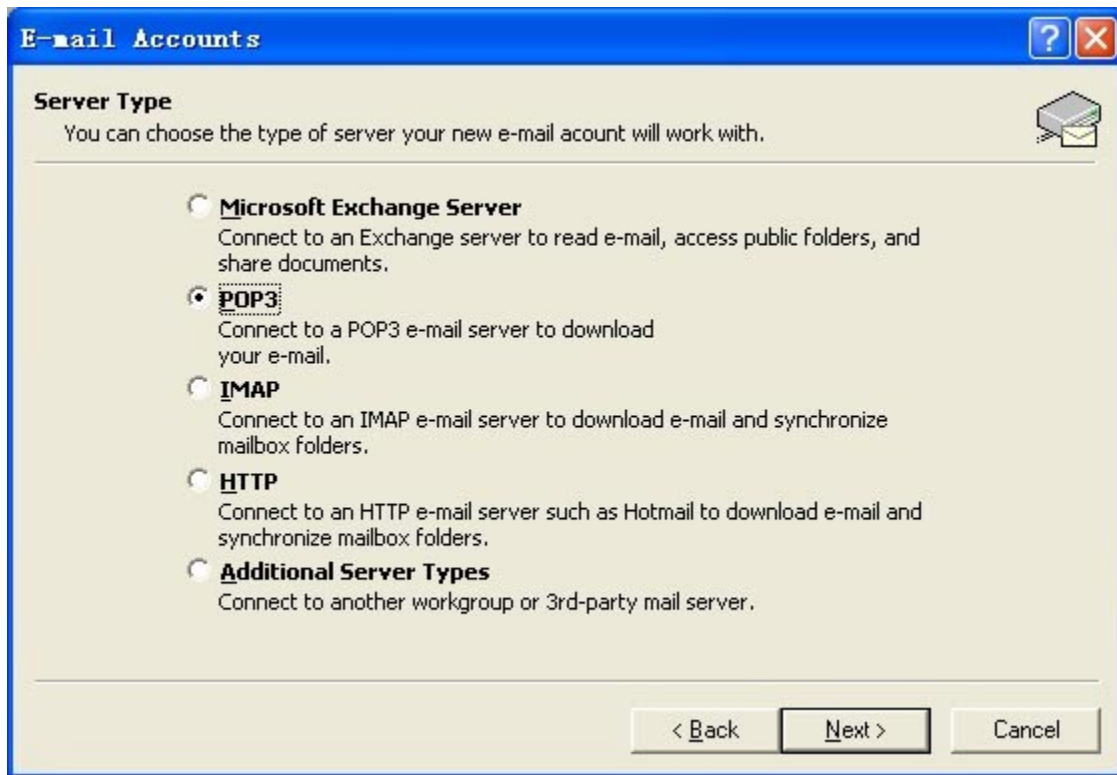 E-mail Accounts
Server Type
You can choose the type of server your new e-mail acount will work with.
Microsoft Exchange Server
Connect to an Exchange server to read e-mail, access public folders, and
share documents.
POP3
Connect to a POP3 e-mail server to download
your e-mail.
IMAP
Connect to an IMAP e-mail server to download e-mail and synchronize
mailbox folders.
HTTP
Connect to an HTTP e-mail server such as Hotmail to download e-mail and
synchronize mailbox folders.
Additional Server Types
Connect to another workgroup or 3rd-party mail server.
< Back Next > Cancel